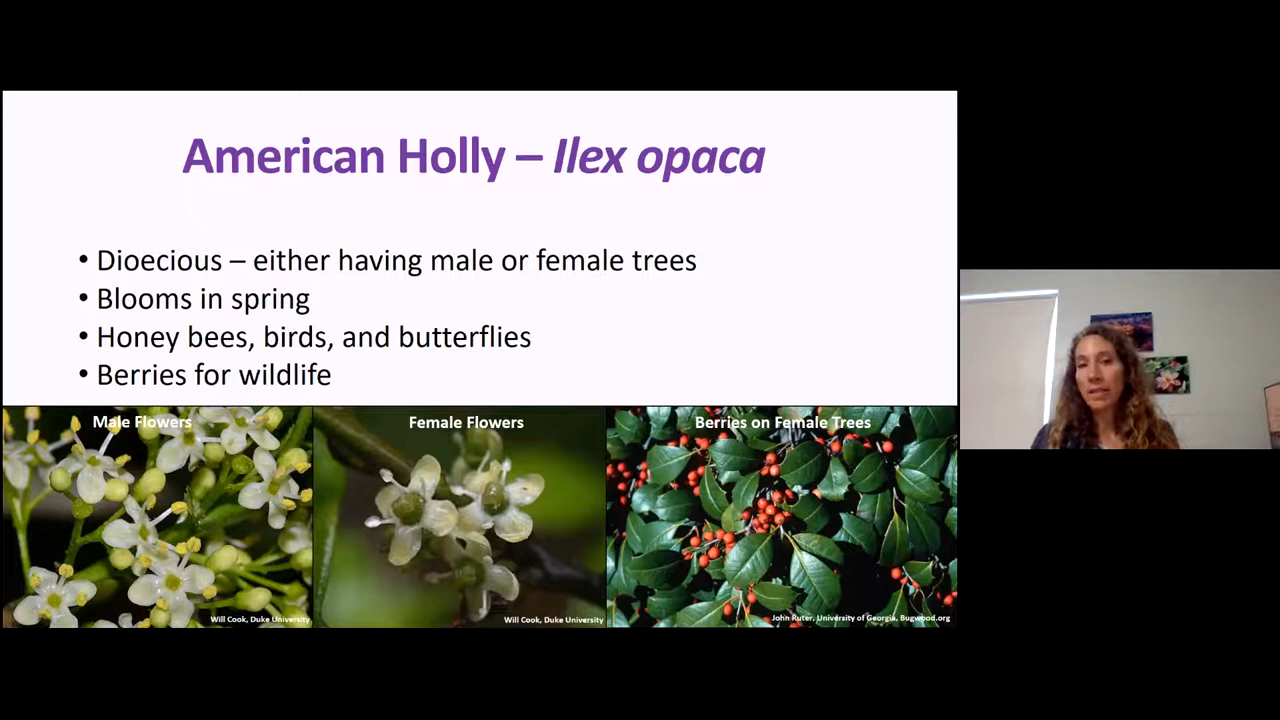 American Holly – Ilex opaca
• Dioecious – either having male or female trees
• Blooms in spring
• Honey bees, birds, and butterflies
• Berries for wildlife
Male Flowers
Female Flowers
Berries on Female Trees
Will Cook, Duke University
Will Cook, Duke University
John Ruter, University of Georgia, Bugwood.org